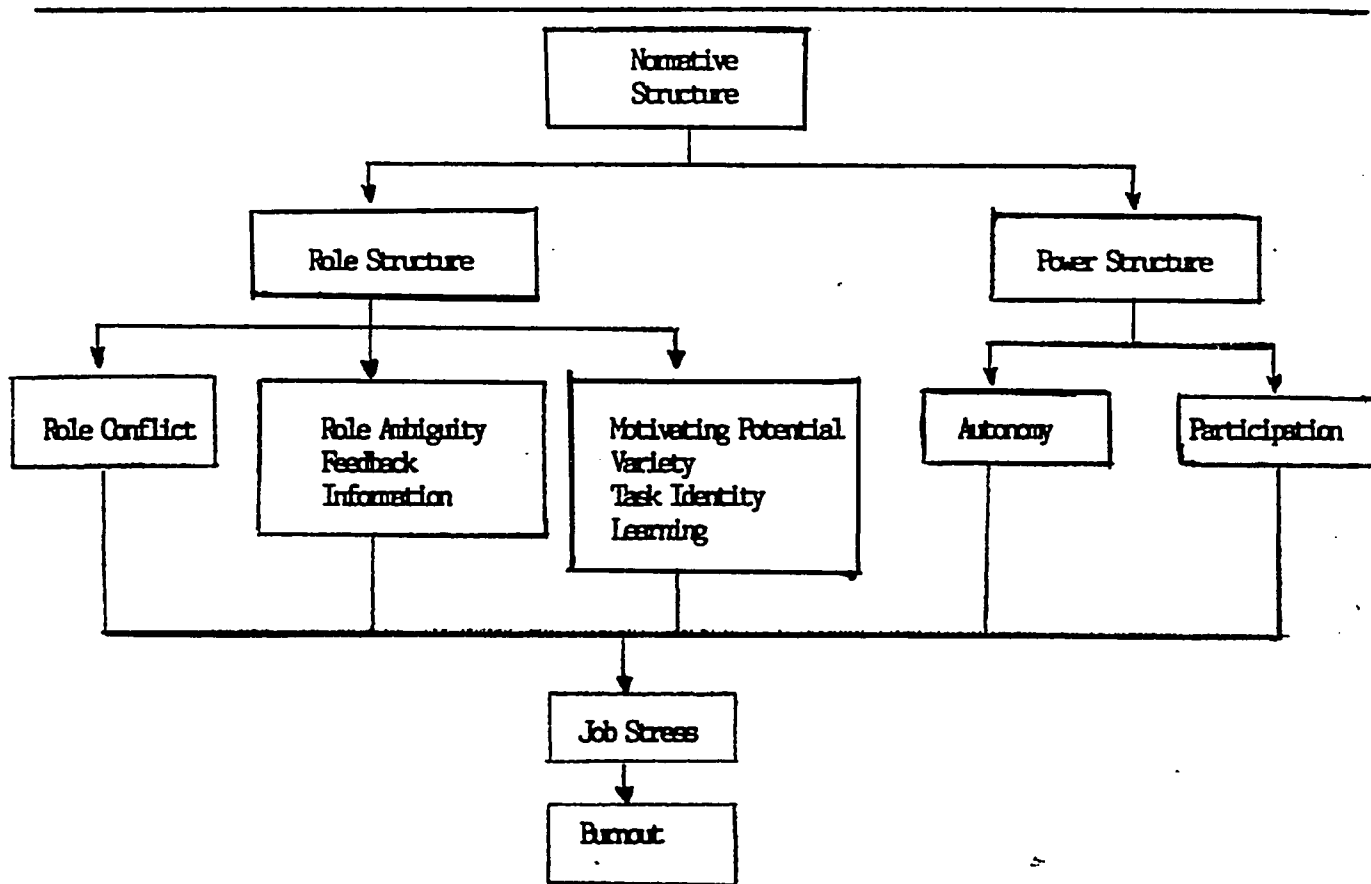 Normative
Structure
Role Structure
Power Structure
Role Conflict
Role Ambiguity
Feedback
Information
Motivating Potential
Variety
Task Identity
Learning
Autonomy
Participation
Job Stress
Burnout